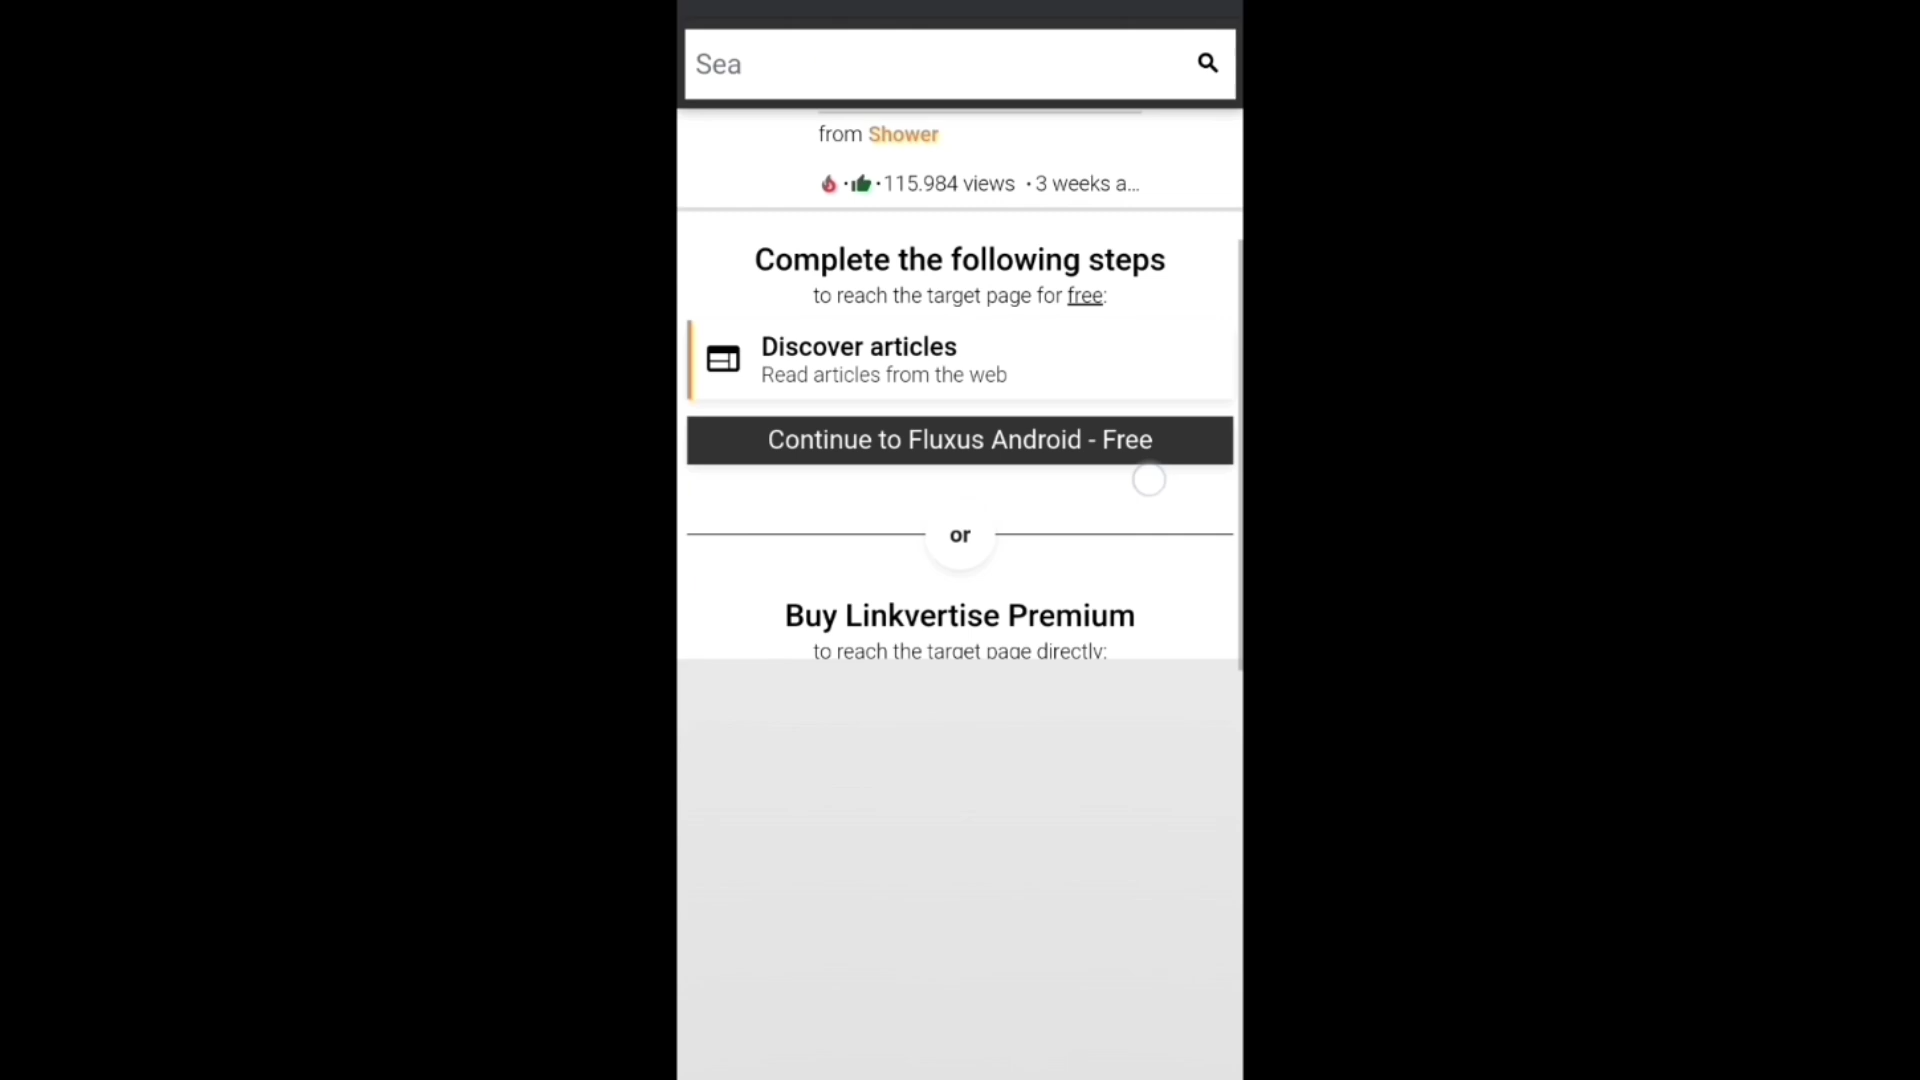 Sea
from Shower
115.984 views • 3 weeks a...
Complete the following steps
to reach the target page for free:
Discover articles
Read articles from the web
Continue to Fluxus Android - Free
or
Buy Linkvertise Premium
to reach the target page directly: